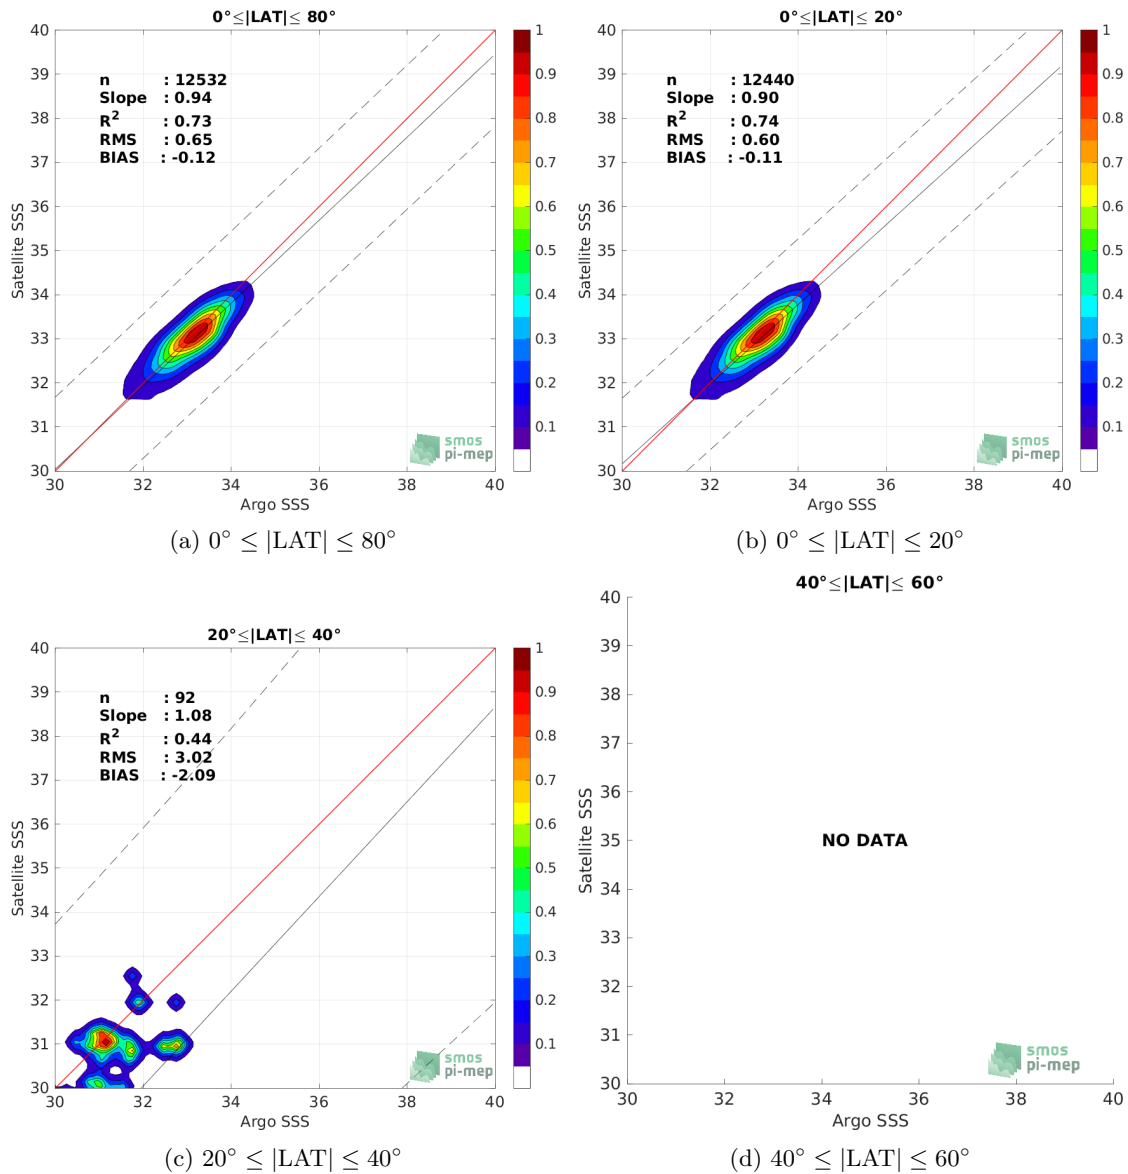 0°≤|LAT|≤ 80°
40
39
38
37
36
35
34
33
32
31
30
Satellite SSS
n : 12532
Slope : 0.94
R2 : 0.73
RMS : 0.65
BIAS : -0.12
1
0.9
0.8
0.7
0.6
0.5
0.4
0.3
0.2
0.1
smos
pi-mep
30 32 34 36 38 40
Argo SSS
(a) 0° ≤ |LAT| ≤ 80°
0°≤|LAT|≤ 20°
40
39
38
37
36
35
34
33
32
31
30
Satellite SSS
n : 12440
Slope : 0.90
R2 : 0.74
RMS : 0.60
BIAS : -0.11
1
0.9
0.8
0.7
0.6
0.5
0.4
0.3
0.2
0.1
smos
pi-mep
30 32 34 36 38 40
Argo SSS
(b) 0° ≤ |LAT| ≤ 20°
20°≤|LAT|≤ 40°
40
39
38
37
36
35
34
33
32
31
30
Satellite SSS
n : 92
Slope : 1.08
R2 : 0.44
RMS : 3.02
BIAS : -2.09
1
0.9
0.8
0.7
0.6
0.5
0.4
0.3
0.2
0.1
smos
pi-mep
30 32 34 36 38 40
Argo SSS
(c) 20° ≤ |LAT| ≤ 40°
40°≤|LAT|≤ 60°
40
39
38
37
36
35
34
33
32
31
30
Satellite SSS
NO DATA
smos
pi-mep
30 32 34 36 38 40
Argo SSS
(d) 40° ≤ |LAT| ≤ 60°